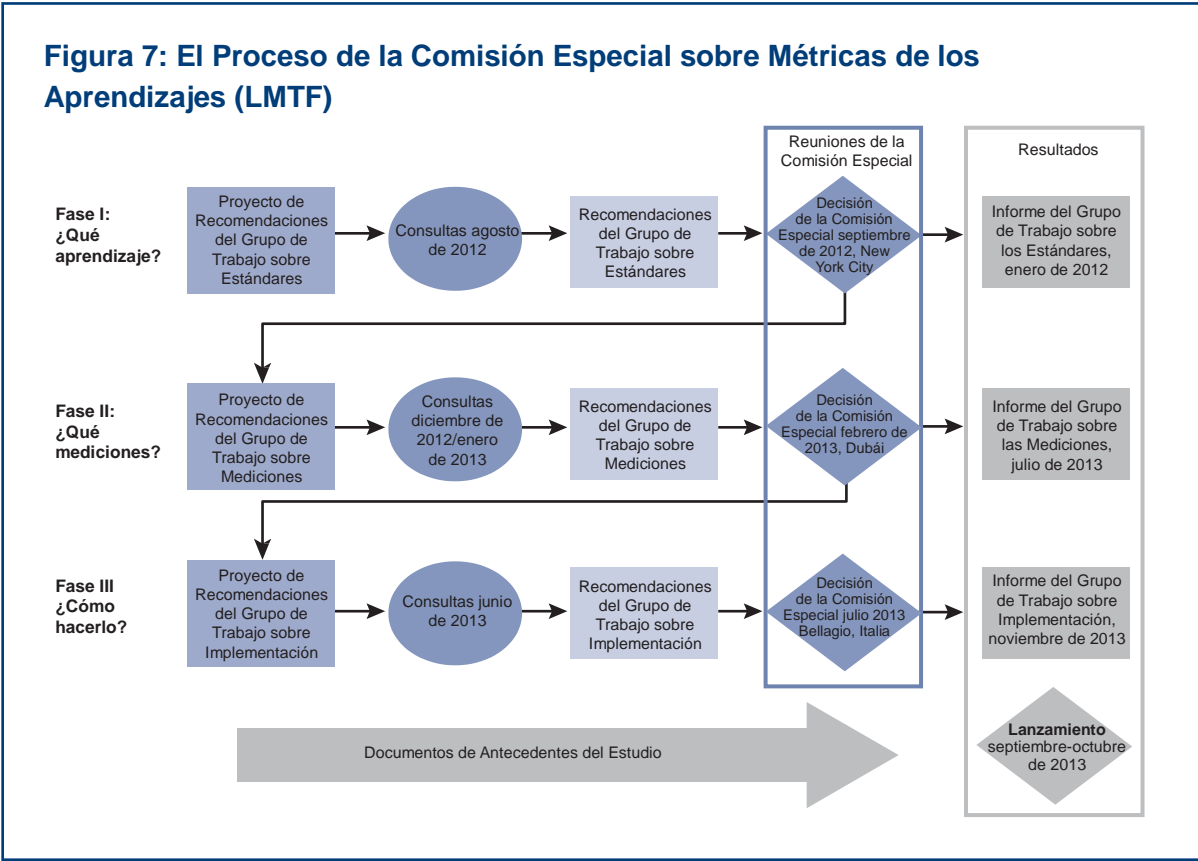 Figura 7: El Proceso de la Comisión Especial sobre Métricas de los
Aprendizajes (LMTF)
Reuniones de la
Comisión Especial
Resultados
Fase I:
¿Qué
aprendizaje?
Proyecto de
Recomendaciones
del Grupo de
Trabajo sobre
Estándares
Consultas agosto
de 2012
Recomendaciones
del Grupo de
Trabajo sobre
Estándares
Decisión
de la Comisión
Especial septiembre
de 2012, New
York City
Informe del Grupo
de Trabajo sobre
los Estándares,
enero de 2012
Fase II:
¿Qué
mediciones?
Proyecto de
Recomendaciones
del Grupo de
Trabajo sobre
Mediciones
Consultas
diciembre de
2012/enero
de 2013
Recomendaciones
del Grupo de
Trabajo sobre
Mediciones
Decisión
de la Comisión
Especial febrero de
2013, Dubái
Informe del Grupo
de Trabajo sobre
las Mediciones,
julio de 2013
Fase III
¿Cómo
hacerlo?
Proyecto de
Recomendaciones
del Grupo de
Trabajo sobre
Implementación
Consultas junio
de 2013
Recomendaciones
del Grupo de
Trabajo sobre
Implementación
Decisión
de la Comisión
Especial julio 2013
Bellagio, Italia
Informe del Grupo
de Trabajo sobre
Implementación,
noviembre de 2013
Documentos de Antecedentes del Estudio
Lanzamiento
septiembre-octubre
de 2013